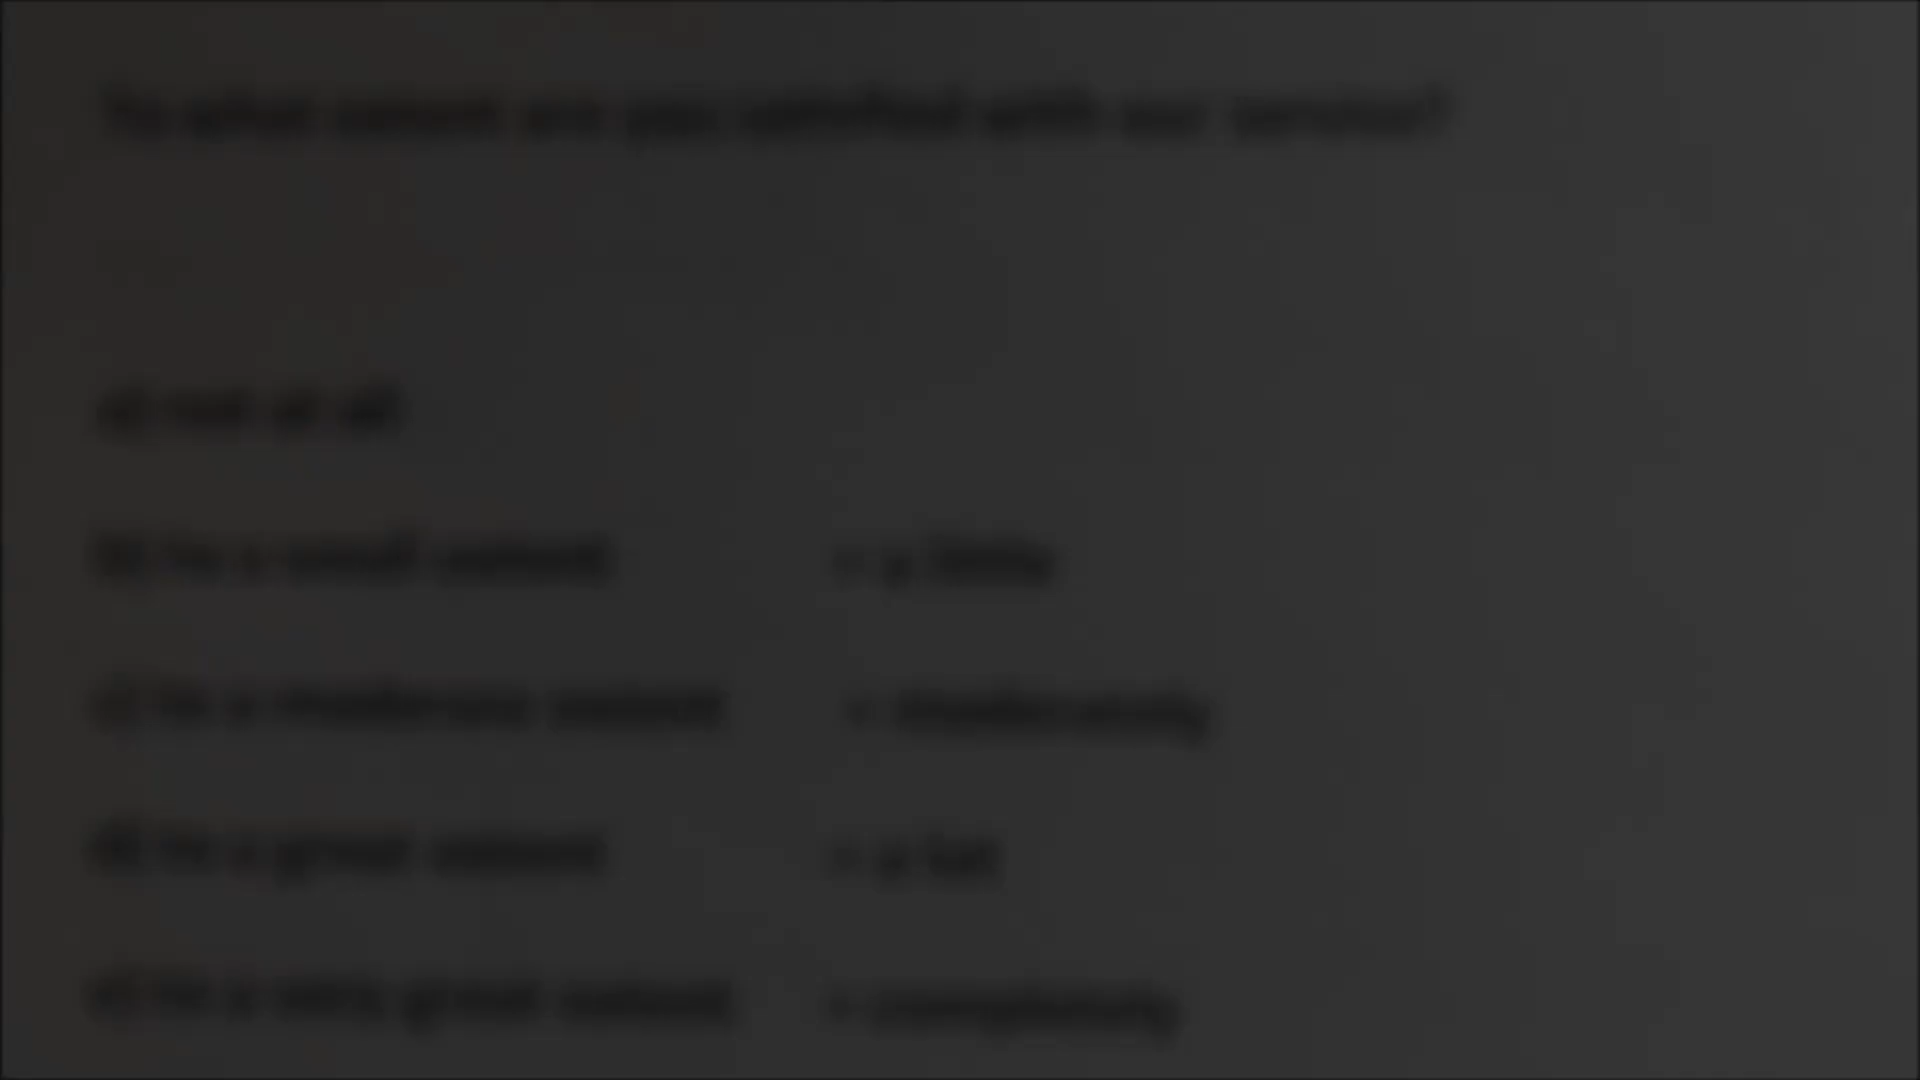 To what extent are you satisfied with our service?
a) not at all
b) to a small extent = a little
c) to a moderate extent = moderately
d) to a great extent = a lot
e) to a very great extent = completely